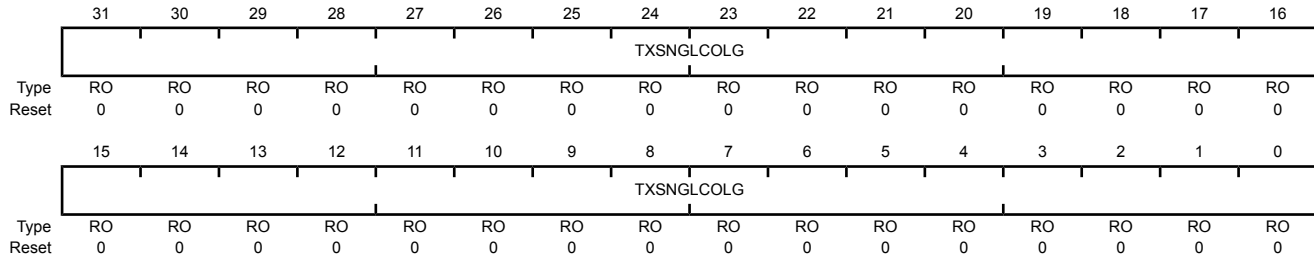 31 30 29 28 27 26 25 24 23 22 21 20 19 18 17 16
TXSNGLCOLG
Type RO RO RO RO RO RO RO RO RO RO RO RO RO RO RO RO
Reset 0 0 0 0 0 0 0 0 0 0 0 0 0 0 0 0
15 14 13 12 11 10 9 8 7 6 5 4 3 2 1 0
TXSNGLCOLG
Type RO RO RO RO RO RO RO RO RO RO RO RO RO RO RO RO
Reset 0 0 0 0 0 0 0 0 0 0 0 0 0 0 0 0